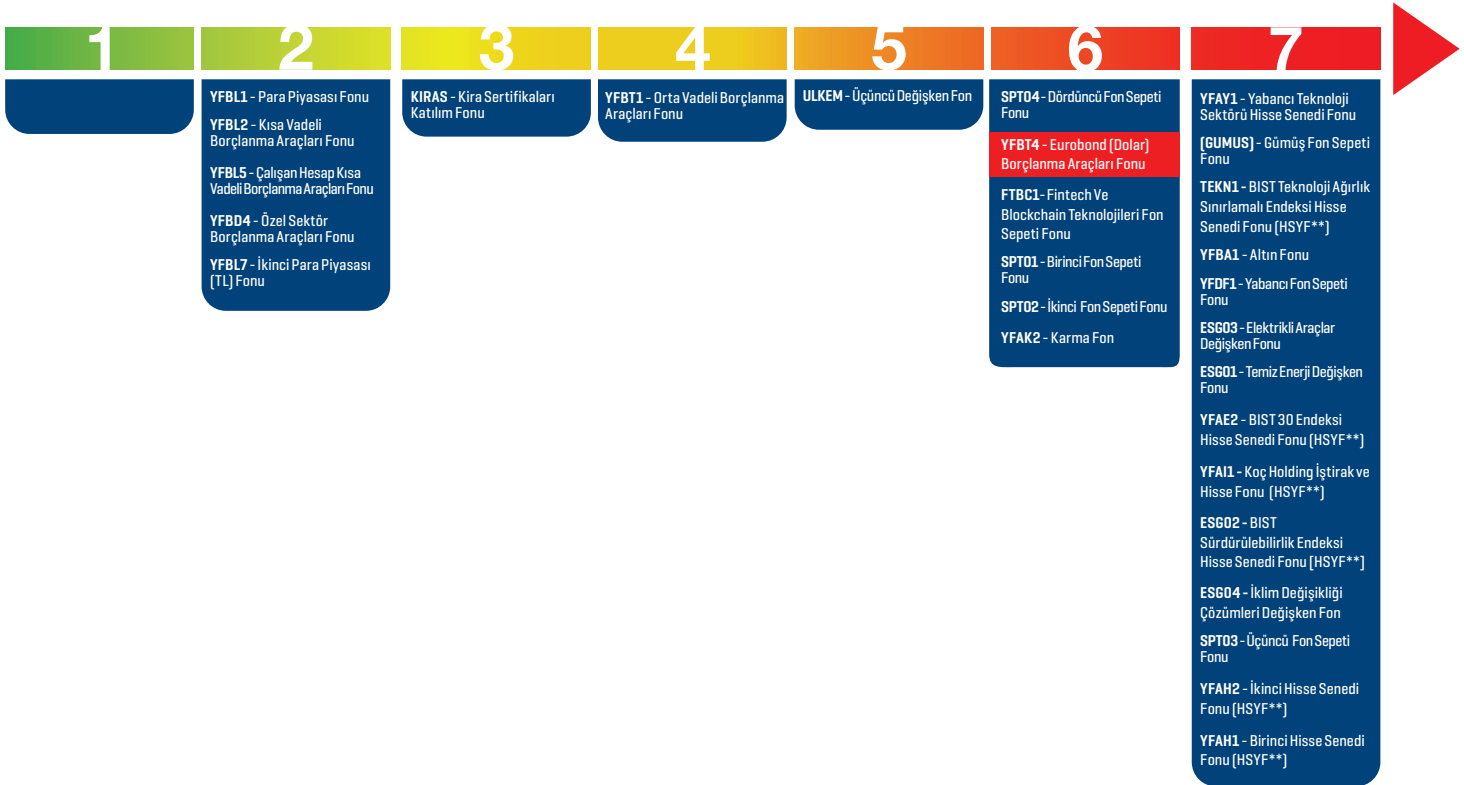 1
2
3
4
5
6
7
YFBL1 - Para Piyasası Fonu
YFBL2 - Kısa Vadeli
Borçlanma Araçları Fonu
YFBL5 - Çalışan Hesap Kısa
Vadeli Borçlanma Araçları Fonu
YFBD4 - Özel Sektör
Borçlanma Araçları Fonu
YFBL7 - İkinci Para Piyasası
(TL) Fonu
KIRAS - Kira Sertifikaları
Katılım Fonu
YFBT1 - Orta Vadeli Borçlanma
Araçları Fonu
ULKEM - Üçüncü Değişken Fon
SPT04 - Dördüncü Fon Sepeti
Fonu
YFBT4 - Eurobond (Dolar)
Borçlanma Araçları Fonu
FTBC1 - Fintech Ve
Blockchain Teknolojileri Fon
Sepeti Fonu
SPT01 - Birinci Fon Sepeti
Fonu
SPT02 - İkinci Fon Sepeti Fonu
YFAK2 - Karma Fon
YFAY1 - Yabancı Teknoloji
Sektörü Hisse Senedi Fonu
(GUMUS) - Gümüş Fon Sepeti
Fonu
TEKN1 - BIST Teknoloji Ağırlık
Sınırlamalı Endeksi Hisse
Senedi Fonu (HSYF**)
YFBA1 - Altın Fonu
YFDF1 - Yabancı Fon Sepeti
Fonu
ESG03 - Elektrikli Araçlar
Değişken Fonu
ESG01 - Temiz Enerji Değişken
Fonu
YFAE2 - BIST 30 Endeksi
Hisse Senedi Fonu (HSYF**)
YFAI1 - Koç Holding İştirak ve
Hisse Fonu (HSYF**)
ESG02 - BIST
Sürdürülebilirlik Endeksi
Hisse Senedi Fonu (HSYF**)
ESG04 - İklim Değişikliği
Çözümleri Değişken Fon
SPT03 - Üçüncü Fon Sepeti
Fonu
YFAH2 - İkinci Hisse Senedi
Fonu (HSYF**)
YFAH1 - Birinci Hisse Senedi
Fonu (HSYF**)